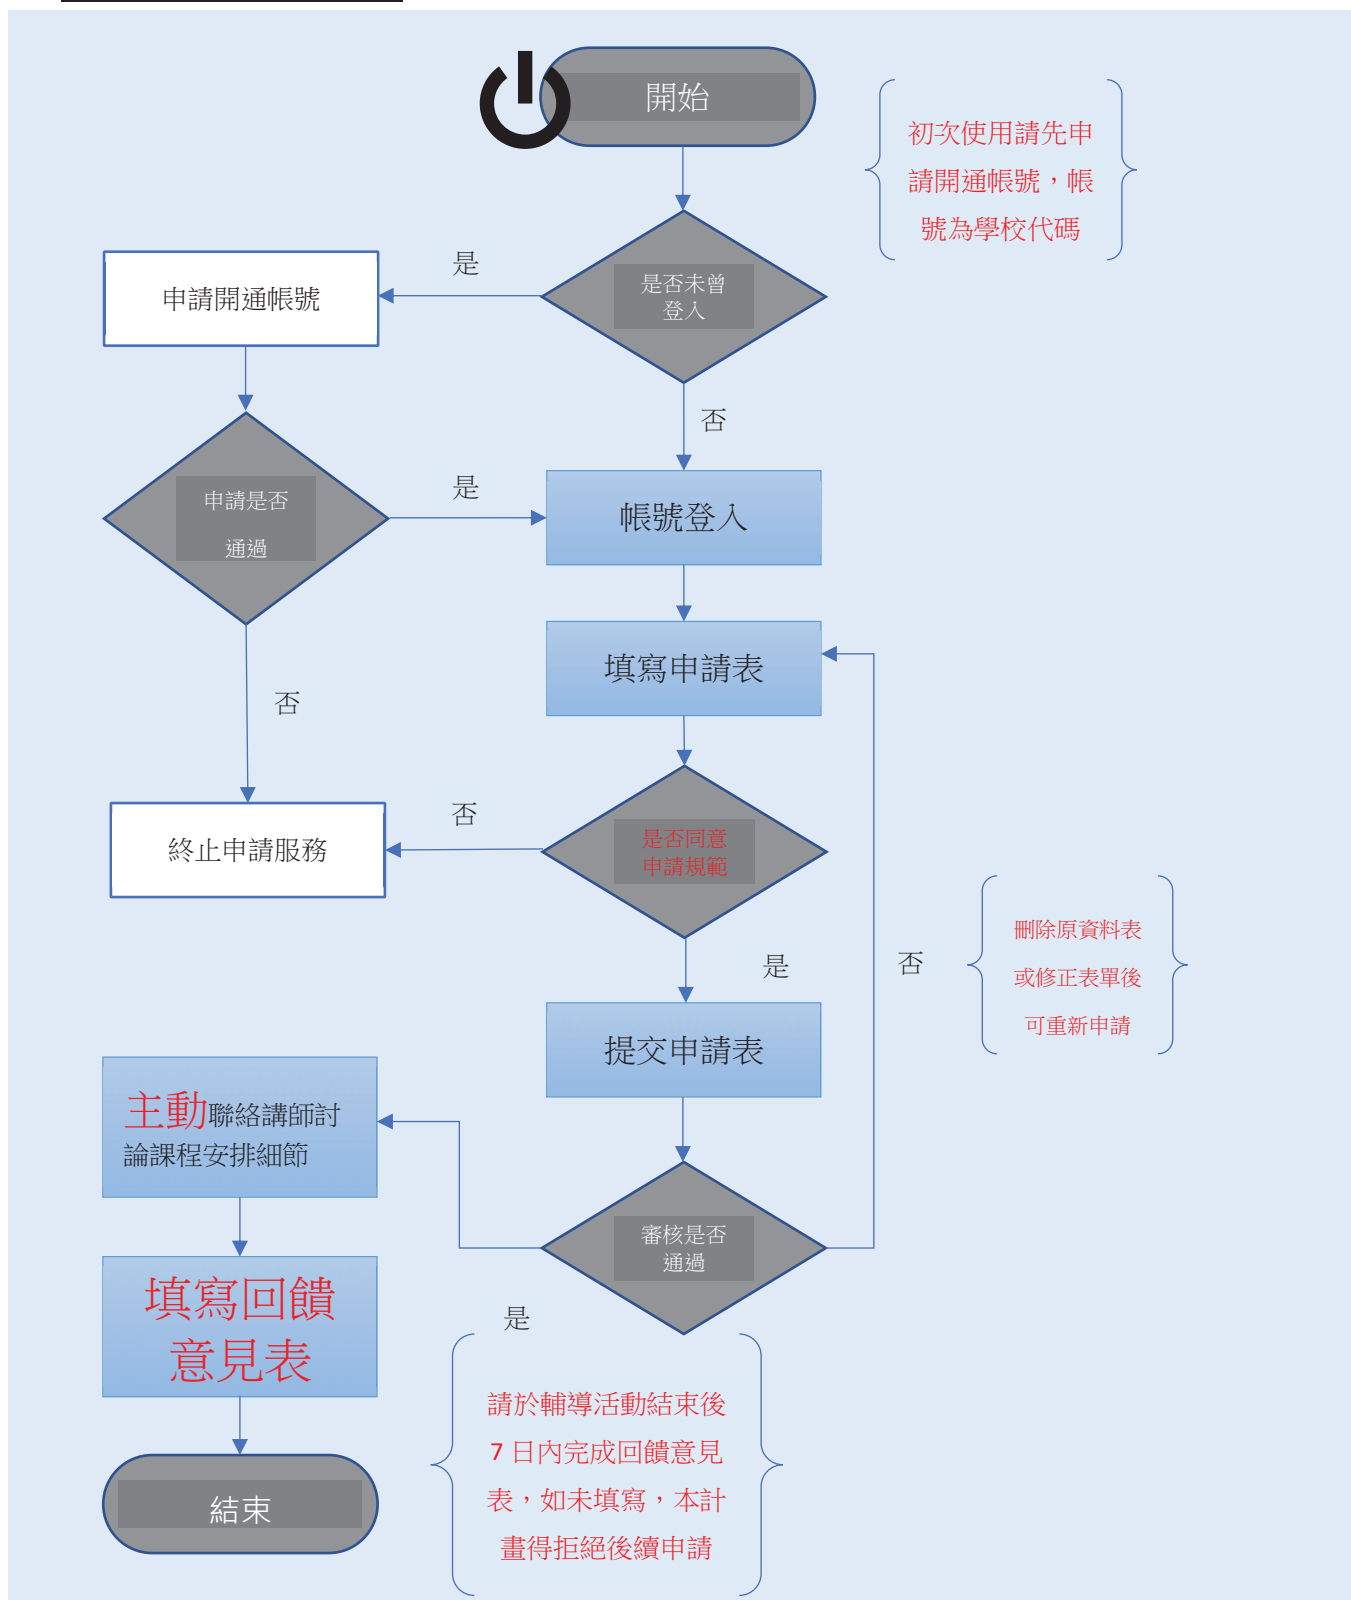 開始
初次使用請先申
請開通帳號，帳
號為學校代碼
是
是否未曾
登入
申請開通帳號
否
申請是否
通過
是
帳號登入
填寫申請表
否
是否同意
申請規範
否
終止申請服務
是
否
刪除原資料表
或修正表單後
可重新申請
提交申請表
主動聯絡講師討
論課程安排細節
審核是否
通過
是
填寫回饋
意見表
請於輔導活動結束後
7 日內完成回饋意見
表，如未填寫，本計
畫得拒絕後續申請
結束